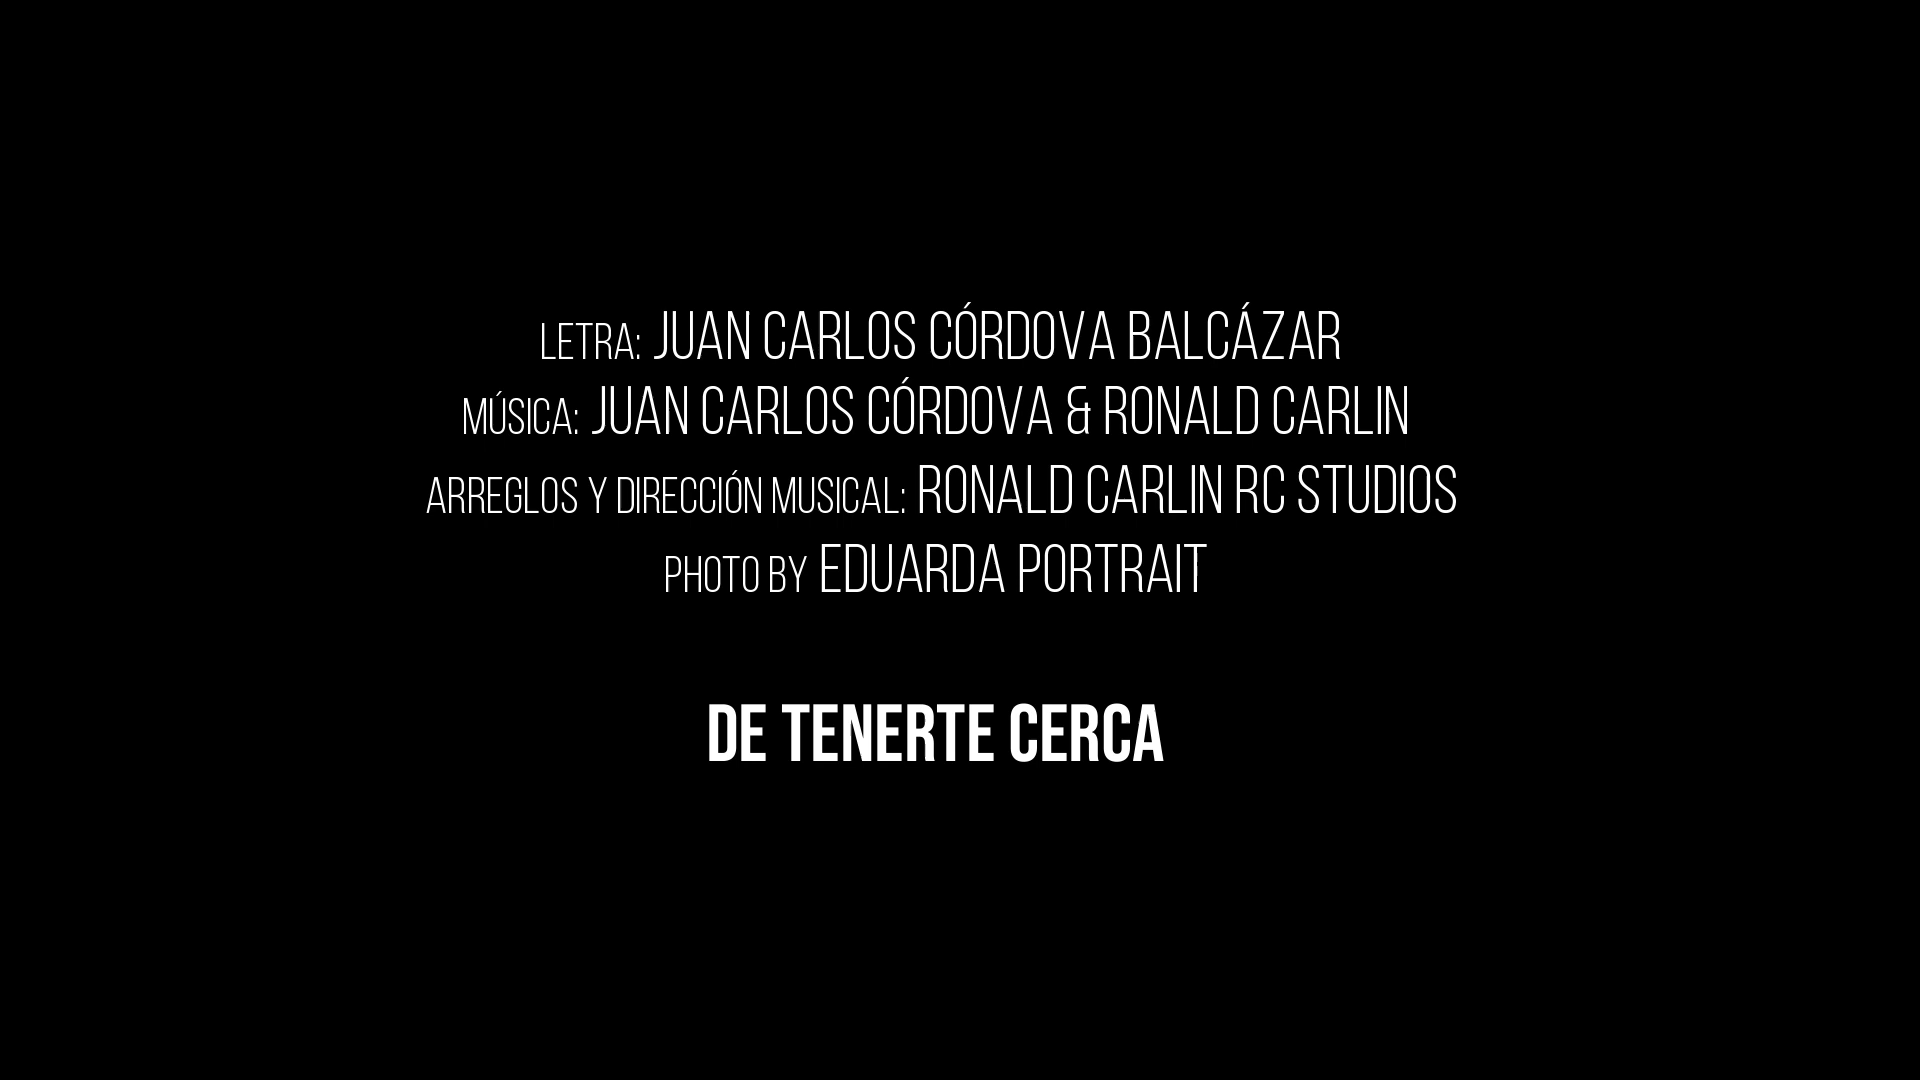 LETRA: JUAN CARLOS CÓRDOVA BALCÁZAR
MÚSICA: JUAN CARLOS CÓRDOVA & RONALD CARLIN
ARREGLOS Y DIRECCIÓN MUSICAL: RONALD CARLIN RC STUDIOS
PHOTO BY EDUARDA PORTRAIT
DE TENERTE CERCA